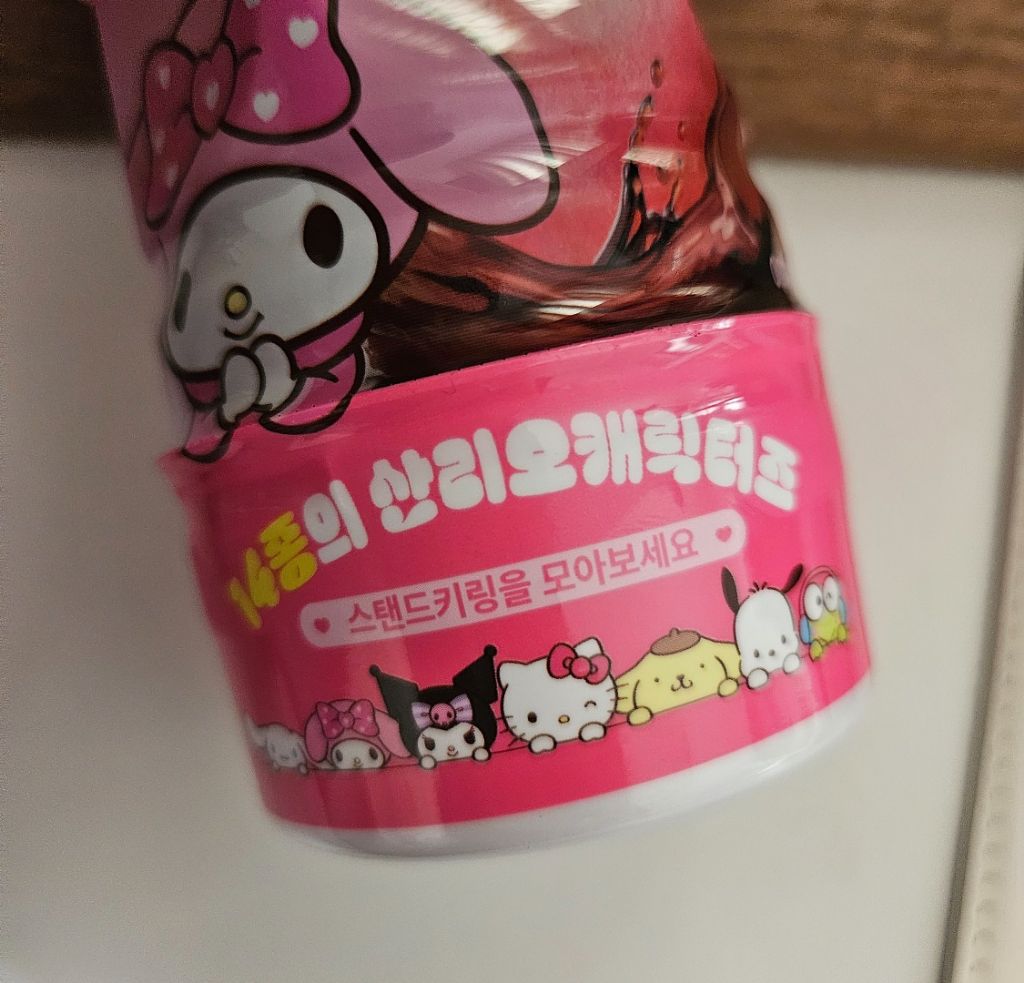 14종의 산리오캐릭터즈
스탠드키링을 모아보세요